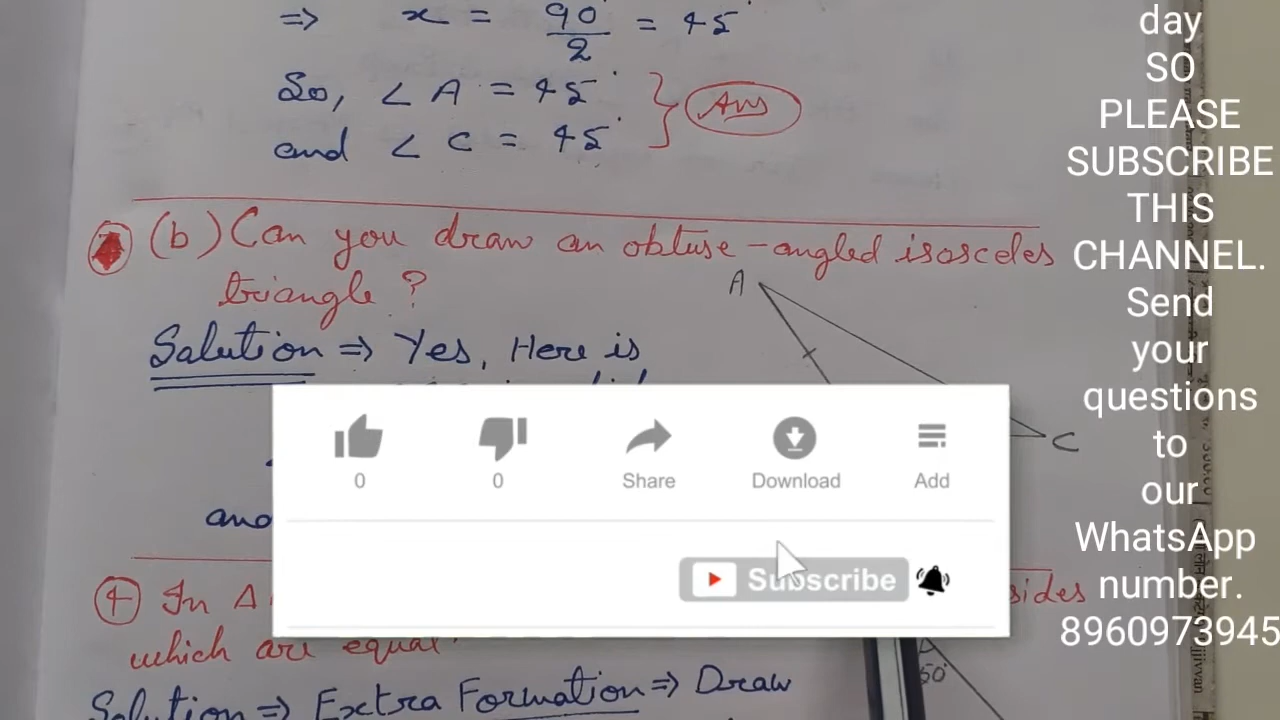 ⇒ x = 90°/2 = 45°
So, ∠A = 45°
and ∠C = 45° } Ans
(b) Can you draw an obtuse-angled isosceles
triangle ?
A
Solution ⇒ Yes, Here is
C
and
4 In
sides
which are equal
50°
Solution ⇒ Extra Formation ⇒ Draw
0
0
Share
Download
Add
Subscribe
day
SO
PLEASE
SUBSCRIBE
THIS
CHANNEL.
Send
your
questions
to
our
WhatsApp
number.
8960973945